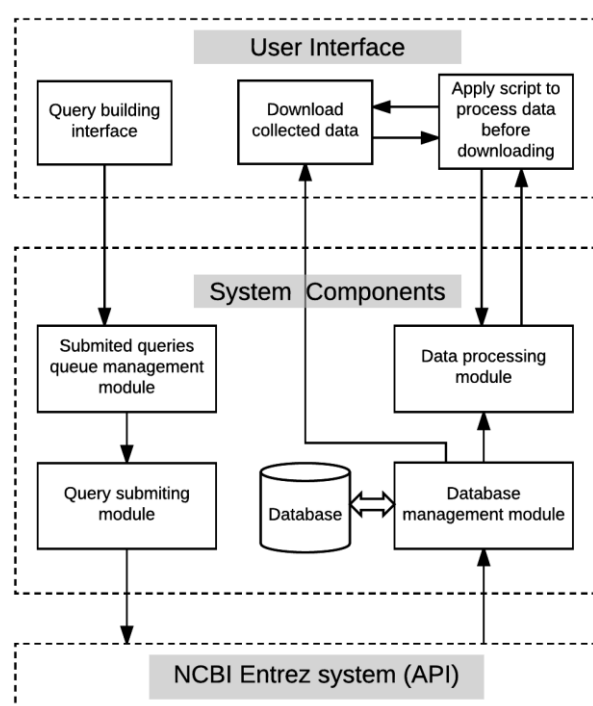 User Interface
Query building
interface
Download
collected data
Apply script to
process data
before
downloading
System Components
Submited queries
queue management
module
Data processing
module
Query submiting
module
Database
Database
management module
NCBI Entrez system (API)